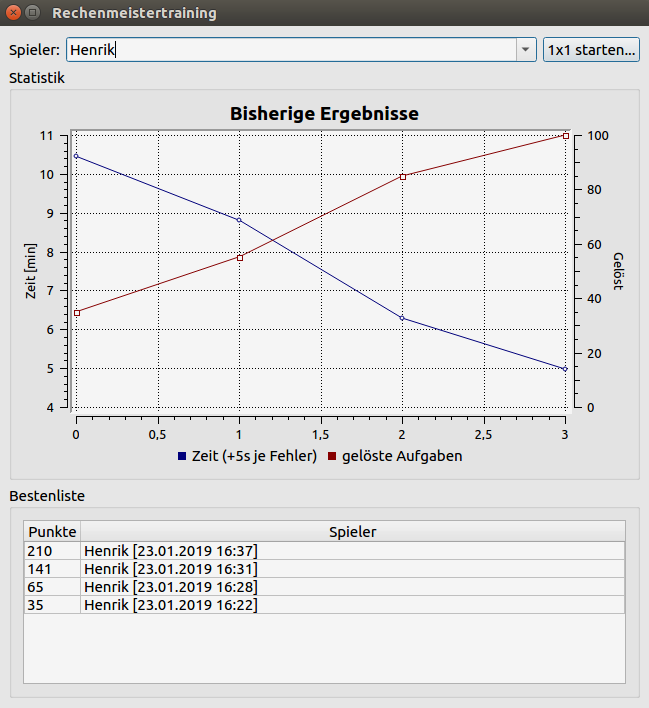 Rechenmeistertraining
Spieler: Henrik 1x1 starten...
Statistik
Bisherige Ergebnisse
11 100
10
9 80
8 60
7
6 40
5 20
4 0
Zeit [min]
Gelöst
0 0,5 1 1,5 2 2,5 3
Zeit (+5s je Fehler) gelöste Aufgaben
Bestenliste
Punkte Spieler
210 Henrik [23.01.2019 16:37]
141 Henrik [23.01.2019 16:31]
65 Henrik [23.01.2019 16:28]
35 Henrik [23.01.2019 16:22]